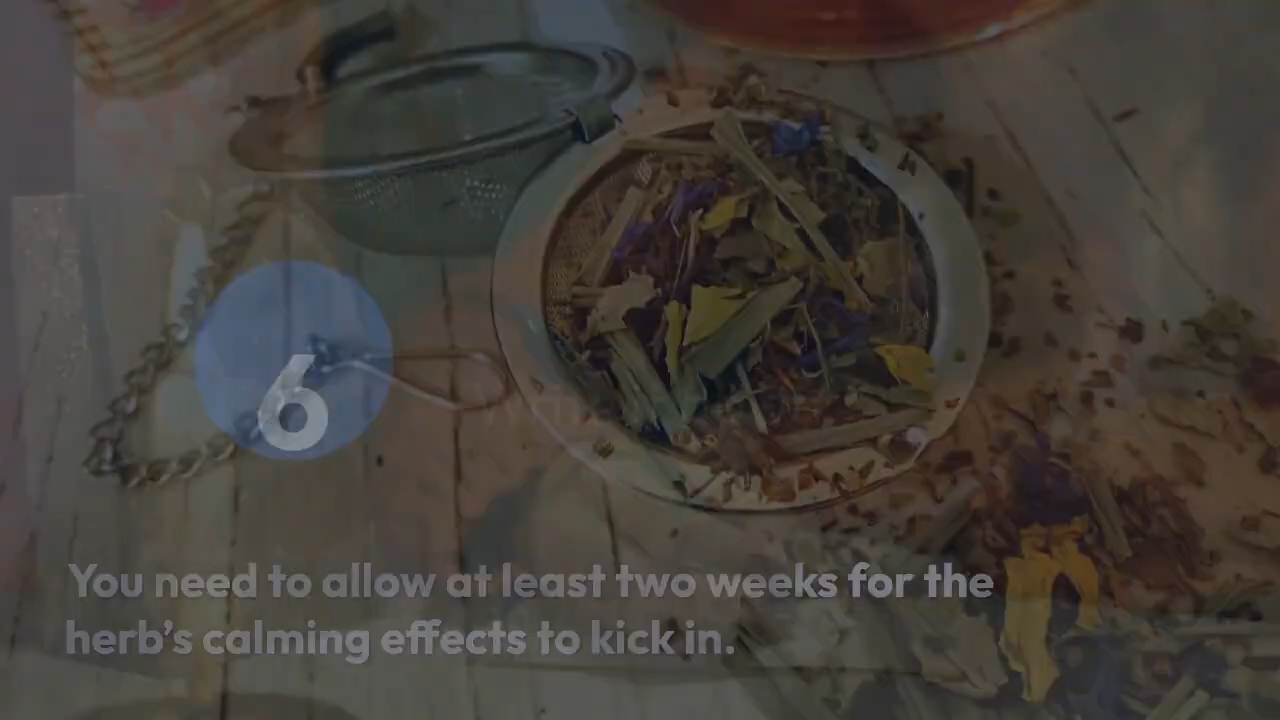 6
You need to allow at least two weeks for the
herb's calming effects to kick in.